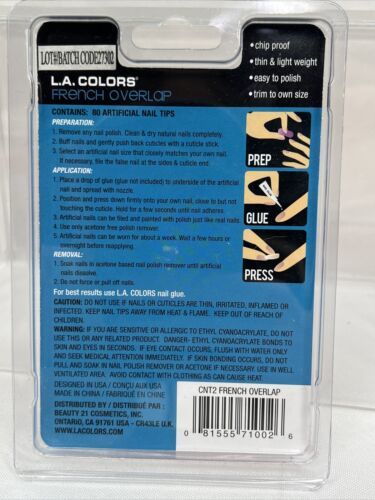 LOT#/BATCH CODE27302
L.A. COLORS®
FRENCH OVERLAP
• chip proof
• thin & light weight
• easy to polish
• trim to own size
CONTAINS: 80 ARTIFICIAL NAIL TIPS
PREPARATION:
1. Remove any nail polish. Clean & dry natural nails completely.
2. Buff nails and gently push back cuticles with a cuticle stick.
3. Select an artificial nail size that closely matches your own nail.
If necessary, file the false nail at the sides & cuticle end.
APPLICATION:
1. Place a drop of glue (glue not included) to underside of the artificial
nail and spread with nozzle.
2. Position and press down firmly onto your own nail, close to but not
touching the cuticle. Hold for a few seconds until nail adheres.
3. Artificial nails can be filed and painted with polish just like real nails.
4. Use only acetone free polish remover.
5. Artificial nails can be worn for about a week. Wait a few hours or
overnight before reapplying.
REMOVAL:
1. Soak nails in acetone based nail polish remover until artificial
nails dissolve.
2. Do not force or pull off nails.
For best results use L.A. COLORS nail glue.
PREP
GLUE
PRESS
CAUTION: DO NOT USE IF NAILS OR CUTICLES ARE THIN, IRRITATED, INFLAMED OR
INFECTED. KEEP NAIL TIPS AWAY FROM HEAT & FLAME. KEEP OUT OF REACH OF
CHILDREN.
WARNING: IF YOU ARE SENSITIVE OR ALLERGIC TO ETHYL CYANOACRYLATE, DO NOT
USE THIS OR ANY RELATED PRODUCT. DANGER- ETHYL CYANOACRYLATE BONDS TO
SKIN AND EYES IN SECONDS. IF EYE CONTACT OCCURS, FLUSH WITH WATER ONLY
AND SEEK MEDICAL ATTENTION IMMEDIATELY. IF SKIN BONDING OCCURS, DO NOT
PULL AND SOAK IN NAIL POLISH REMOVER OR ACETONE IF NECESSARY. USE IN WELL
VENTILATED AREA. AVOID CONTACT WITH CLOTHING AS CAN CAUSE HEAT.
DESIGNED IN USA / CONÇU AUX USA
MADE IN CHINA / FABRIQUÉ EN CHINE
DISTRIBUTED BY / DISTRIBUÉ PAR :
BEAUTY 21 COSMETICS, INC.
ONTARIO, CA 91761 USA - CR43LE U.K.
WWW.LACOLORS.COM
CNT2 FRENCH OVERLAP
0 81555 71002 6